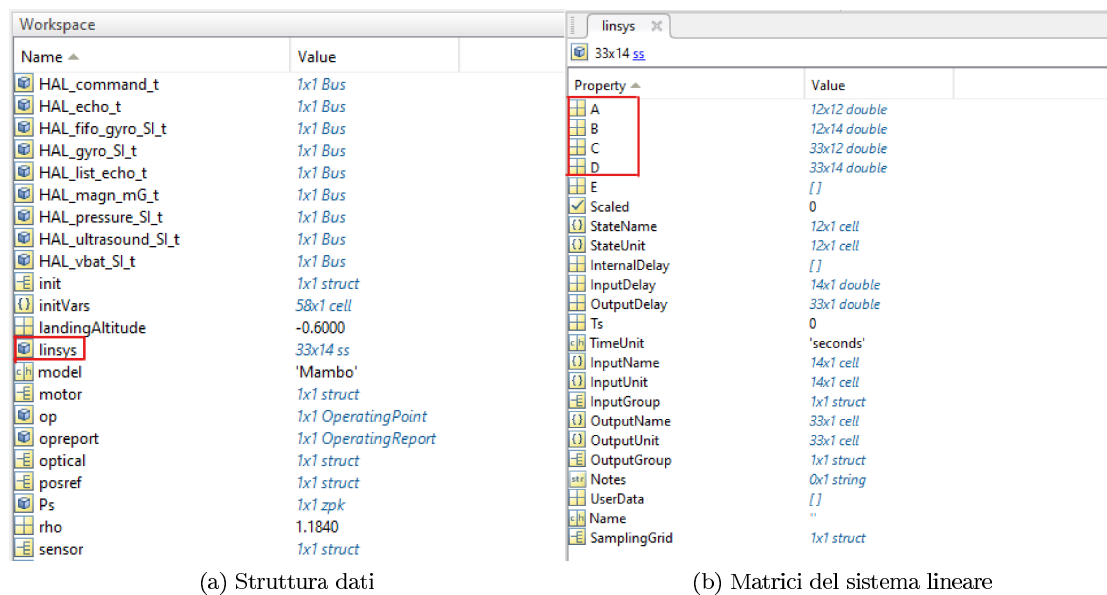 Workspace
Name Value
HAL_command_t 1x1 Bus
HAL_echo_t 1x1 Bus
HAL_fifo_gyro_SI_t 1x1 Bus
HAL_gyro_SI_t 1x1 Bus
HAL_list_echo_t 1x1 Bus
HAL_magn_mG_t 1x1 Bus
HAL_pressure_SI_t 1x1 Bus
HAL_ultrasound_SI_t 1x1 Bus
HAL_vbat_SI_t 1x1 Bus
init 1x1 struct
initVars 58x1 cell
landingAltitude -0.6000
linsys 33x14 ss
model 'Mambo'
motor 1x1 struct
op 1x1 OperatingPoint
opreport 1x1 OperatingReport
optical 1x1 struct
posref 1x1 struct
Ps 1x1 zpk
rho 1.1840
sensor 1x1 struct
(a) Struttura dati
linsys
33x14 ss
Property Value
A 12x12 double
B 12x14 double
C 33x12 double
D 33x14 double
E []
Scaled 0
{} StateName 12x1 cell
{} StateUnit 12x1 cell
InternalDelay []
InputDelay 14x1 double
OutputDelay 33x1 double
Ts 0
ch TimeUnit 'seconds'
{} InputName 14x1 cell
{} InputUnit 14x1 cell
InputGroup 1x1 struct
{} OutputName 33x1 cell
{} OutputUnit 33x1 cell
OutputGroup 1x1 struct
str Notes 0x1 string
UserData []
ch Name ''
SamplingGrid 1x1 struct
(b) Matrici del sistema lineare